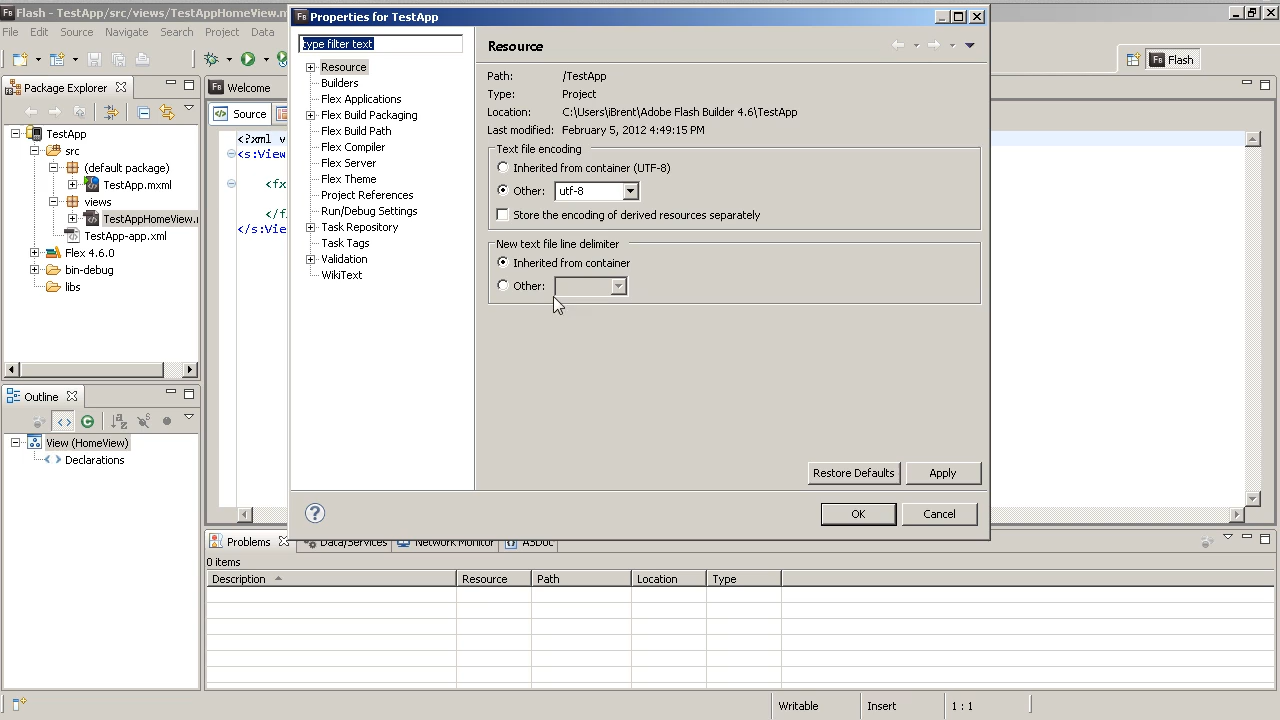 Flash - TestApp/src/views/TestAppHomeView.m
File Edit Source Navigate Search Project Data
Flash
Package Explorer
TestApp
src
(default package)
TestApp.mxml
views
TestAppHomeView.
TestApp-app.xml
Flex 4.6.0
bin-debug
libs
Outline
View (HomeView)
Declarations
Welcome
Source
<?xml v
<s:View
<fx
</f
</s:Vie
Properties for TestApp
type filter text
Resource
Builders
Flex Applications
Flex Build Packaging
Flex Build Path
Flex Compiler
Flex Server
Flex Theme
Project References
Run/Debug Settings
Task Repository
Task Tags
Validation
WikiText
Resource
Path: /TestApp
Type: Project
Location: C:\Users\iBrent\Adobe Flash Builder 4.6\TestApp
Last modified: February 5, 2012 4:49:15 PM
Text file encoding
Inherited from container (UTF-8)
Other: utf-8
Store the encoding of derived resources separately
New text file line delimiter
Inherited from container
Other:
Restore Defaults Apply
OK Cancel
Problems Data/Services Network Monitor ASDoc
0 items
Description Resource Path Location Type
Writable Insert 1 : 1